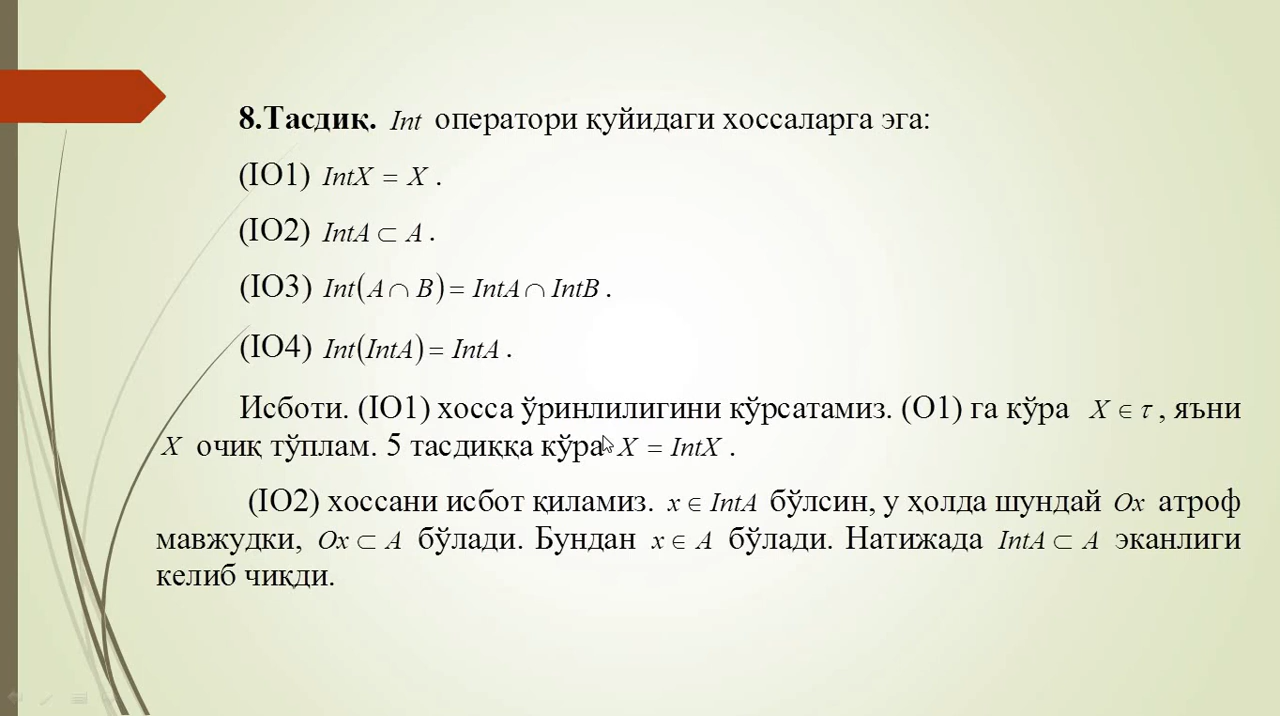 8.Тасдиқ. Int оператори қуйидаги хоссаларга эга:
(IO1) IntX = X .
(IO2) IntA ⊂ A .
(IO3) Int(A ∩ B) = IntA ∩ IntB .
(IO4) Int(IntA) = IntA .
Исботи. (IO1) хосса ўринлилигини кўрсатамиз. (O1) га кўра X ∈ τ , яъни
X очиқ тўплам. 5 тасдиққа кўра X = IntX .
(IO2) хоссани исбот қиламиз. x ∈ IntA бўлсин, у ҳолда шундай Ox атроф
мавжудки, Ox ⊂ A бўлади. Бундан x ∈ A бўлади. Натижада IntA ⊂ A эканлиги
келиб чиқди.